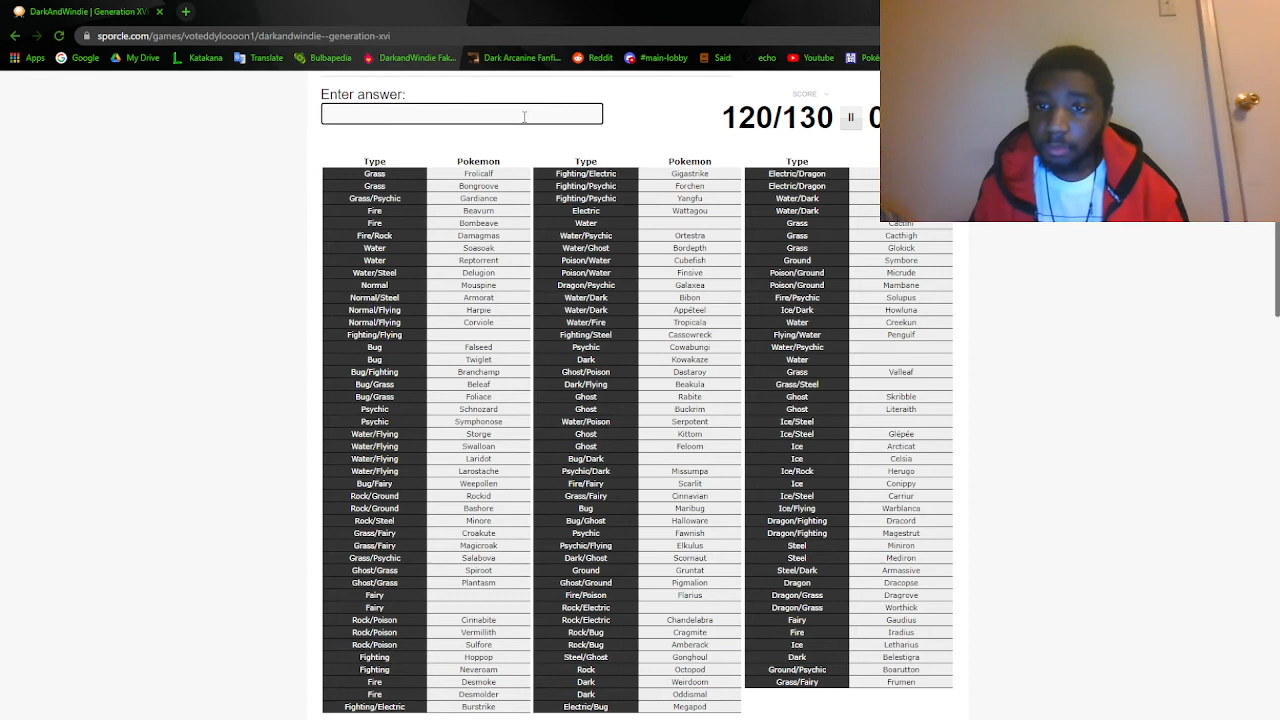 DarkAndWindie | Generation XVI
sporcle.com/games/voteddyloooon1/darkandwindie--generation-xvi
Apps Google My Drive Katakana Translate Bulbapedia DarkandWindie Fak... Dark Arcanine Fanfi... Reddit #main-lobby Said echo Youtube
Enter answer:
SCORE
120/130
Type Pokemon Type Pokemon Type
Grass Frolicalf Fighting/Electric Gigastrike Electric/Dragon
Grass Bongroove Fighting/Psychic Forchen Electric/Dragon
Grass/Psychic Gardiance Fighting/Psychic Yangfu Water/Dark
Fire Beavurn Electric Wattagou Water/Dark
Fire Bombeave Water Grass Cactini
Fire/Rock Damagmas Water/Psychic Ortestra Grass Cacthigh
Water Soasoak Water/Ghost Bordepth Grass Glokick
Water Reptorrent Poison/Water Cubefish Ground Symbore
Water/Steel Delugion Poison/Water Finsive Poison/Ground Micrude
Normal Mouspine Dragon/Psychic Galaxea Poison/Ground Mambane
Normal/Steel Armorat Water/Dark Bibon Fire/Psychic Solupus
Normal/Flying Harpie Water/Dark Appéteel Ice/Dark Howluna
Normal/Flying Corviole Water/Fire Tropicala Water Creekun
Fighting/Flying Fighting/Steel Cassowreck Flying/Water Pengulf
Bug Falseed Psychic Cowabungi Water/Psychic
Bug Twiglet Dark Kowakaze Water
Bug/Fighting Branchamp Ghost/Poison Dastaroy Grass Valleaf
Bug/Grass Beleaf Dark/Flying Beakula Grass/Steel
Bug/Grass Foliace Ghost Rabite Ghost Skribble
Psychic Schnozard Ghost Buckrim Ghost Literaith
Psychic Symphonose Water/Poison Serpotent Ice/Steel
Water/Flying Storge Ghost Kittom Ice/Steel Glépée
Water/Flying Swalloan Ghost Feloom Ice Arcticat
Water/Flying Laridot Bug/Dark Ice Celsia
Water/Flying Larostache Psychic/Dark Missumpa Ice/Rock Herugo
Bug/Fairy Weepollen Fire/Fairy Scarlit Ice Conippy
Rock/Ground Rockid Grass/Fairy Cinnavian Ice/Steel Carriur
Rock/Ground Bashore Bug Maribug Ice/Flying Warblanca
Rock/Steel Minore Bug/Ghost Halloware Dragon/Fighting Dracord
Grass/Fairy Croakute Psychic Fawnish Dragon/Fighting Magestrut
Grass/Fairy Magicroak Psychic/Flying Elkulus Steel Miniron
Grass/Psychic Salabova Dark/Ghost Scornaut Steel Mediron
Ghost/Grass Spiroot Ground Gruntat Steel/Dark Armassive
Ghost/Grass Plantasm Ghost/Ground Pigmalion Dragon Dracopse
Fairy Fire/Poison Flarius Dragon/Grass Dragrove
Fairy Rock/Electric Dragon/Grass Worthick
Rock/Poison Cinnabite Rock/Electric Chandelabra Fairy Gaudius
Rock/Poison Vermillith Rock/Bug Cragmite Fire Iradius
Rock/Poison Sulfore Rock/Bug Amberack Ice Letharius
Fighting Hoppop Steel/Ghost Gonghoul Dark Belestigra
Fighting Neveroam Rock Octopod Ground/Psychic Boarutton
Fire Desmoke Dark Weirdoom Grass/Fairy Frumen
Fire Desmolder Dark Oddismal
Fighting/Electric Burstrike Electric/Bug Megapod